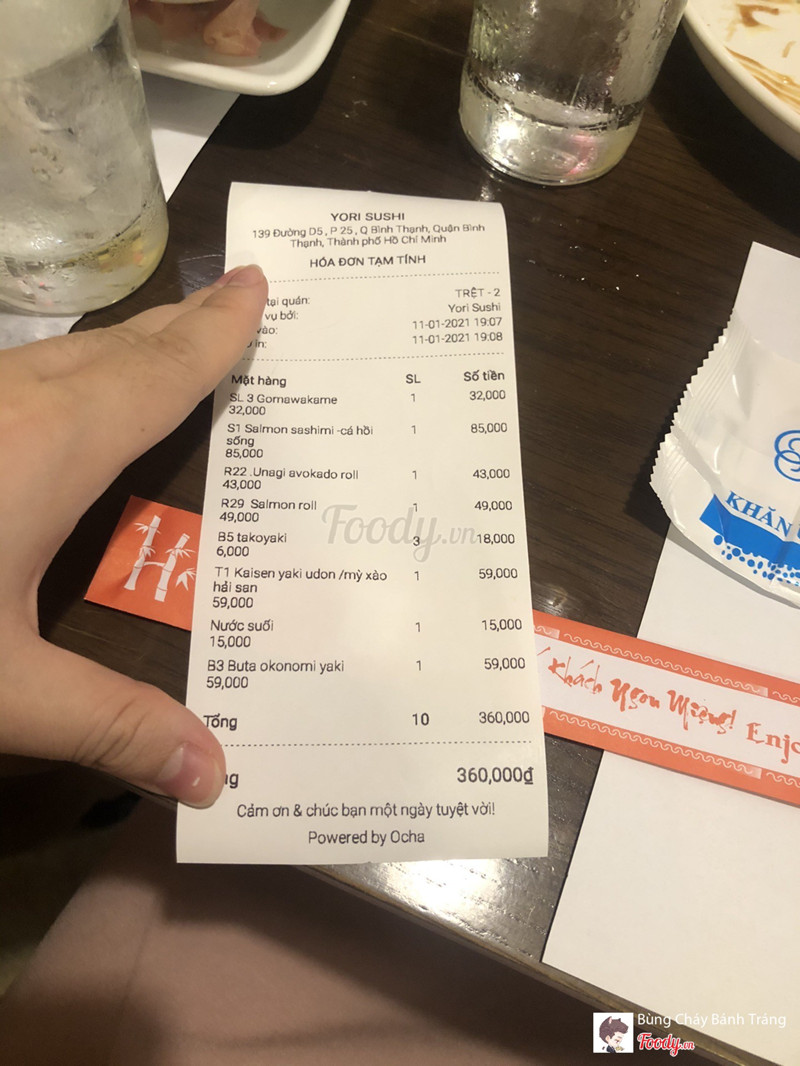 YORI SUSHI
139 Đường D5 , P 25 , Q Bình Thạnh, Quận Bình
Thạnh, Thành phố Hồ Chí Minh
HÓA ĐƠN TẠM TÍNH
tại quán: TRỆT - 2
vụ bởi: Yori Sushi
vào: 11-01-2021 19:07
in: 11-01-2021 19:08
Mặt hàng SL Số tiền
SL 3 Gomawakame 1 32,000
32,000
S1 Salmon sashimi -cá hồi 1 85,000
sống
85,000
R22 .Unagi avokado roll 1 43,000
43,000
R29 Salmon roll 1 49,000
49,000
B5 takoyaki 3 18,000
6,000
T1 Kaisen yaki udon /mỳ xào 1 59,000
hải san
59,000
Nước suối 1 15,000
15,000
B3 Buta okonomi yaki 1 59,000
59,000
Tổng 10 360,000
360,000₫
Cảm ơn & chúc bạn một ngày tuyệt vời!
Powered by Ocha
Foody.vn
KHĂN
Khách Ngon Miệng! Enjo
Bùng Cháy Bánh Tráng
Foody.vn